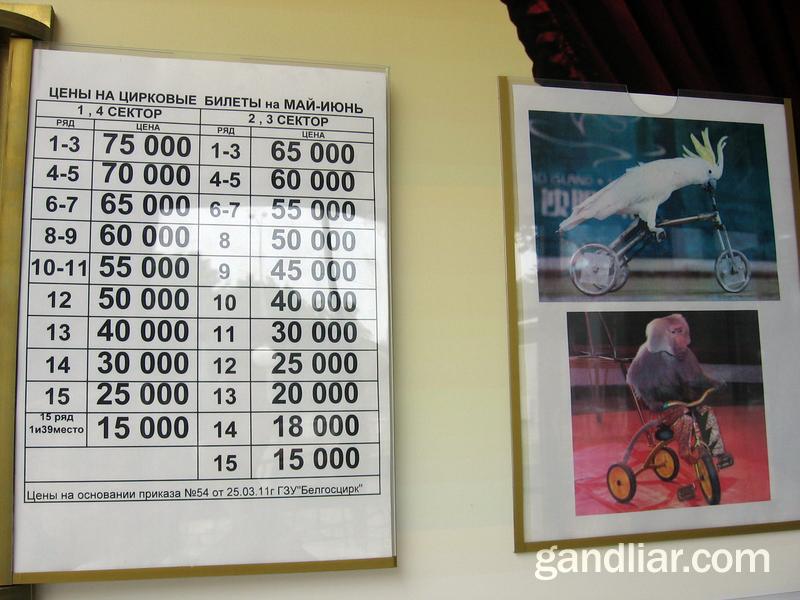 ЦЕНЫ НА ЦИРКОВЫЕ БИЛЕТЫ на МАЙ-ИЮНЬ
1 , 4 СЕКТОР 2 , 3 СЕКТОР
РЯД ЦЕНА РЯД ЦЕНА
1-3 75 000 1-3 65 000
4-5 70 000 4-5 60 000
6-7 65 000 6-7 55 000
8-9 60 000 8 50 000
10-11 55 000 9 45 000
12 50 000 10 40 000
13 40 000 11 30 000
14 30 000 12 25 000
15 25 000 13 20 000
15 ряд
1и39место 15 000 14 18 000
15 15 000
Цены на основании приказа №54 от 25.03.11г ГЗУ"Белгосцирк"
ISLAND
gandliar.com